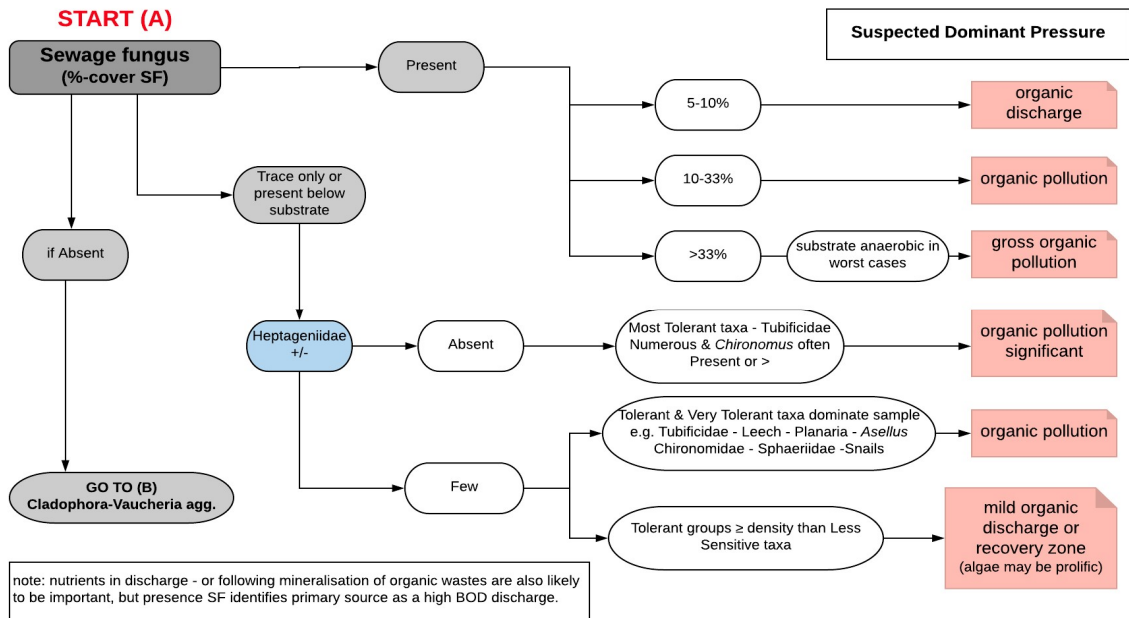 START (A)
Suspected Dominant Pressure
Sewage fungus
(%-cover SF)
Present
5-10%
organic
discharge
Trace only or
present below
substrate
10-33%
organic pollution
if Absent
>33%
substrate anaerobic in
worst cases
gross organic
pollution
Heptageniidae
+/-
Absent
Most Tolerant taxa - Tubificidae
Numerous & Chironomus often
Present or >
organic pollution
significant
Tolerant & Very Tolerant taxa dominate sample
e.g. Tubificidae - Leech - Planaria - Asellus
Chironomidae - Sphaeriidae -Snails
organic pollution
GO TO (B)
Cladophora-Vaucheria agg.
Few
Tolerant groups ≥ density than Less
Sensitive taxa
mild organic
discharge or
recovery zone
(algae may be prolific)
note: nutrients in discharge - or following mineralisation of organic wastes are also likely
to be important, but presence SF identifies primary source as a high BOD discharge.